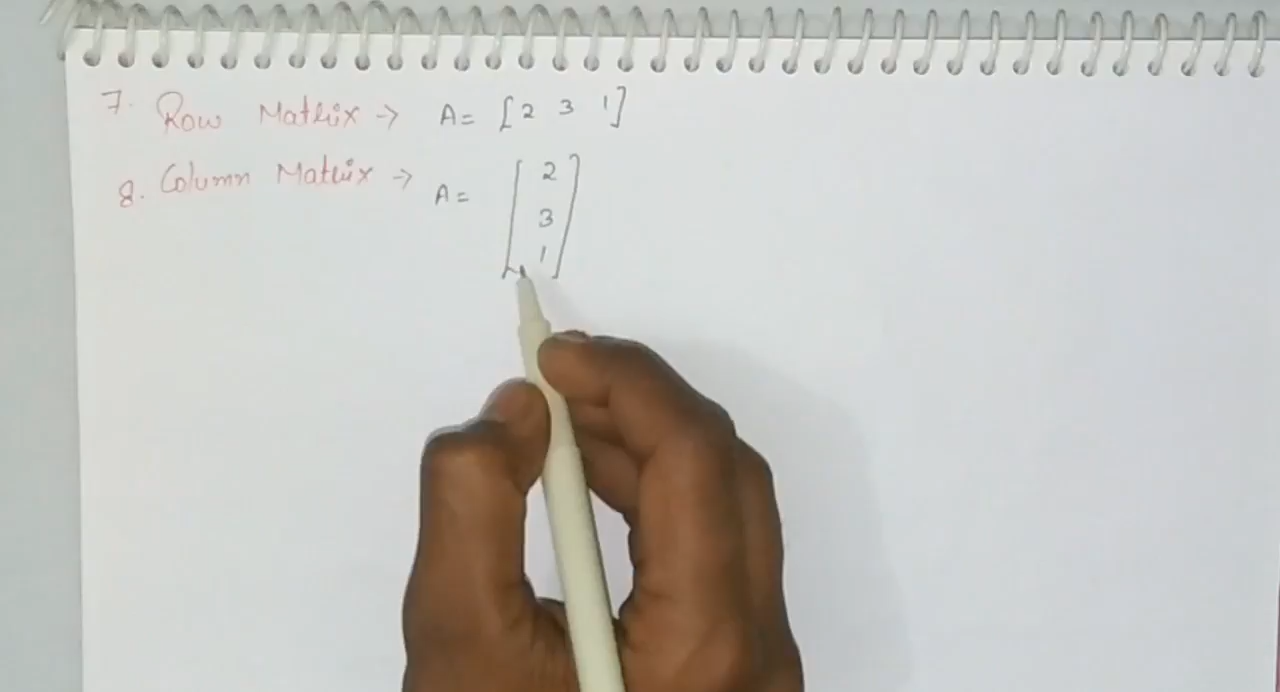 7. Row Matrix → A = [2 3 1]
8. Column Matrix → A = [2
3
1]